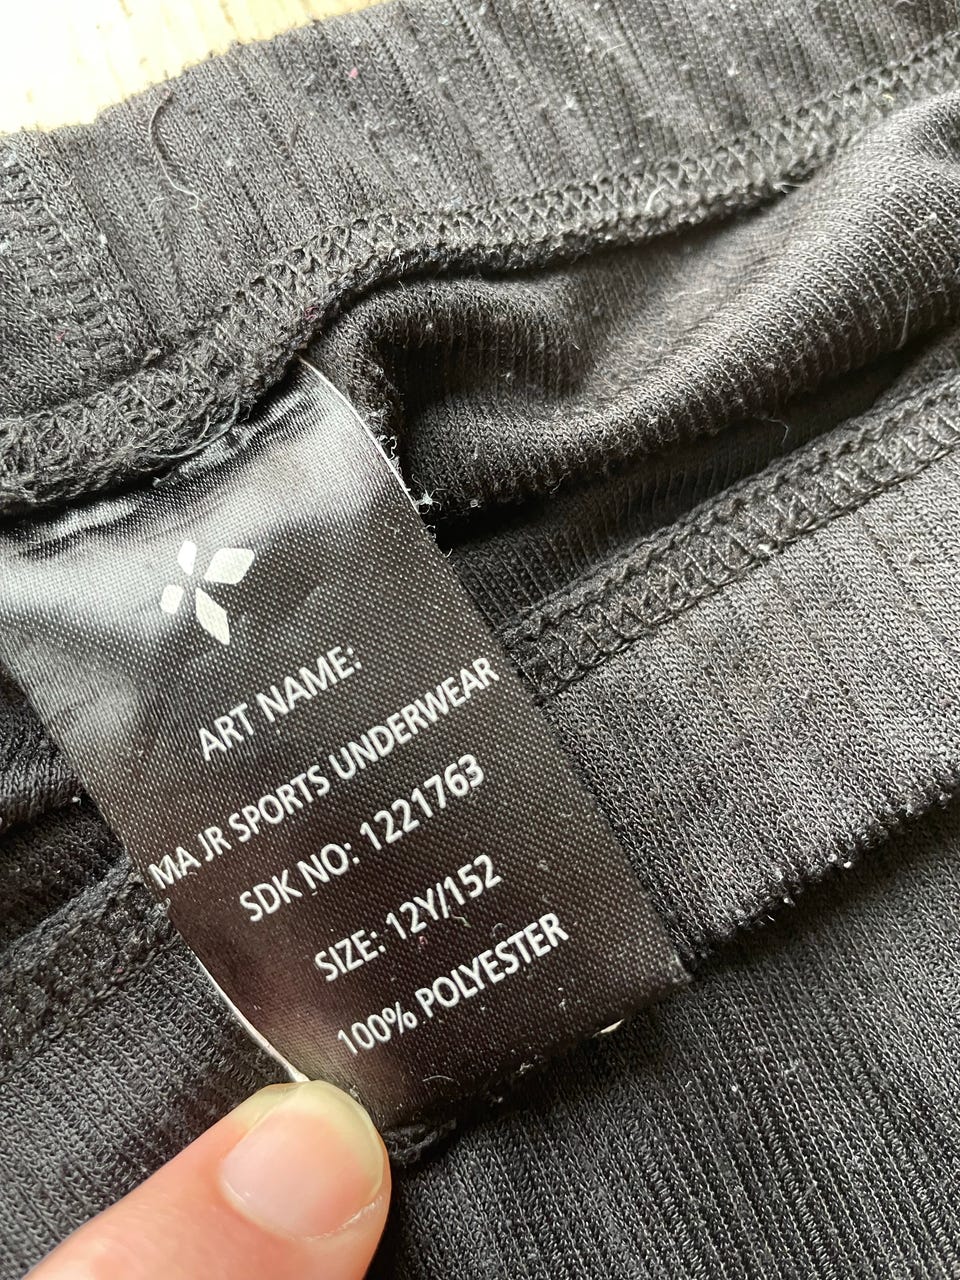 ART NAME:
MA JR SPORTS UNDERWEAR
SDK NO: 1221763
SIZE: 12Y/152
100% POLYESTER